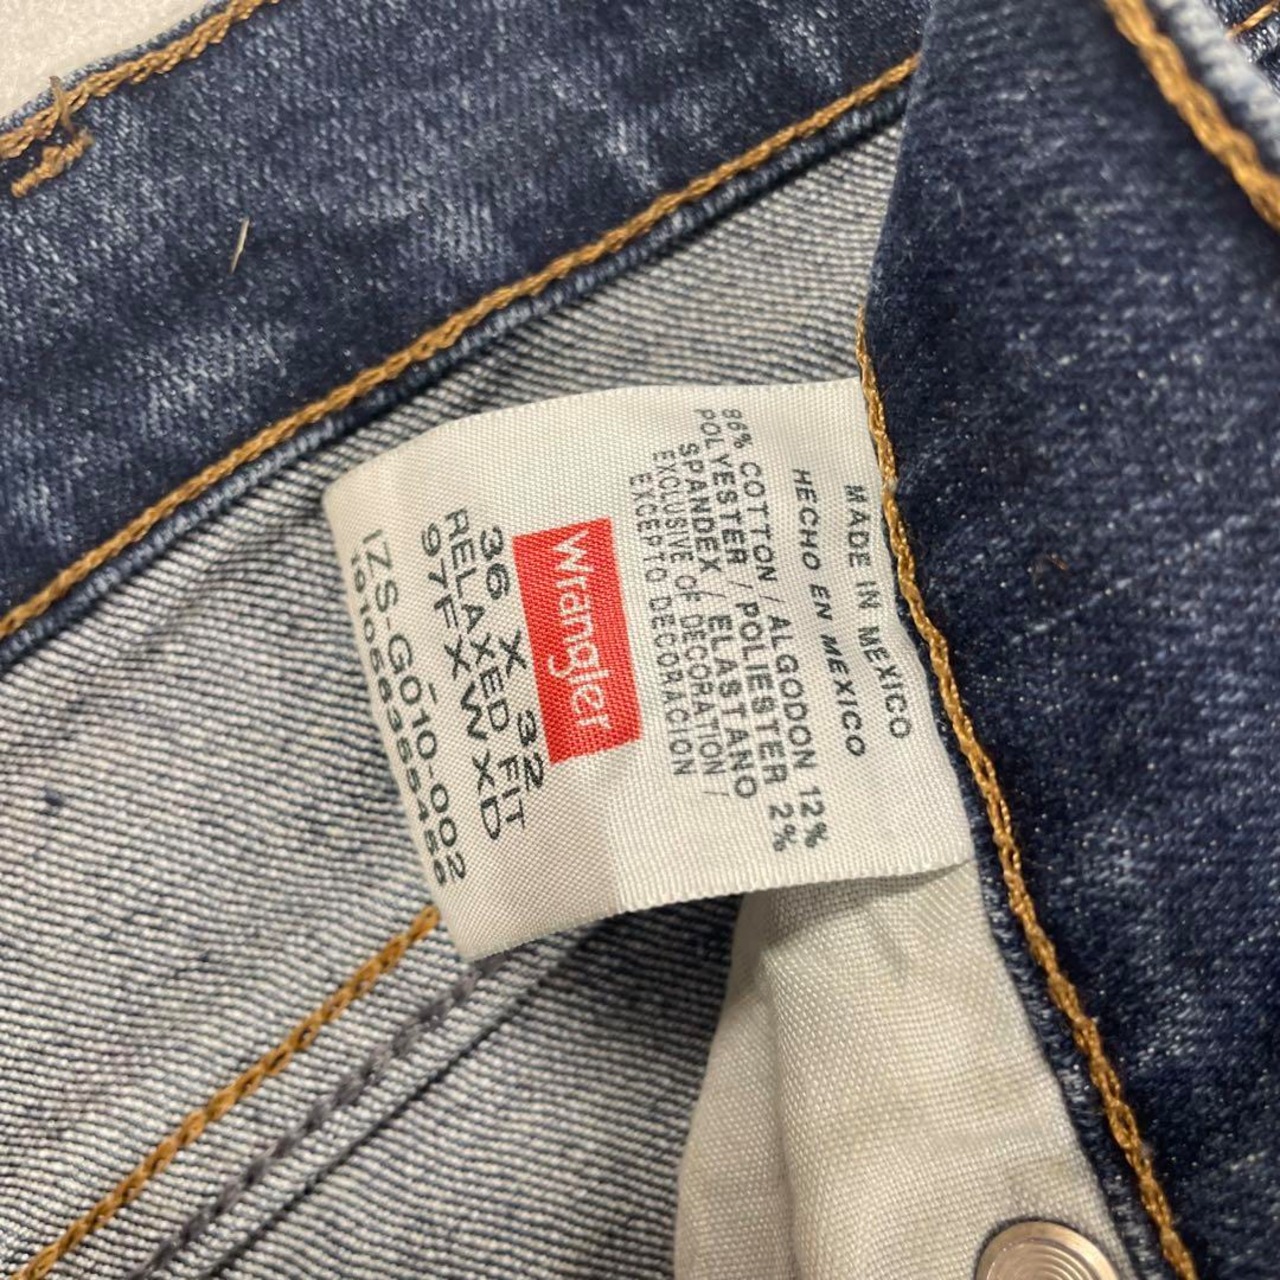 MADE IN MEXICO
HECHO EN MEXICO
86% COTTON / ALGODON 12%
POLYESTER / POLIESTER 2%
SPANDEX / ELASTANO
EXCLUSIVE OF DECORATION /
EXCEPTO DECORACION
Wrangler
36 X 32
RELAXED FIT
97FXWXD
IZS-G010-002